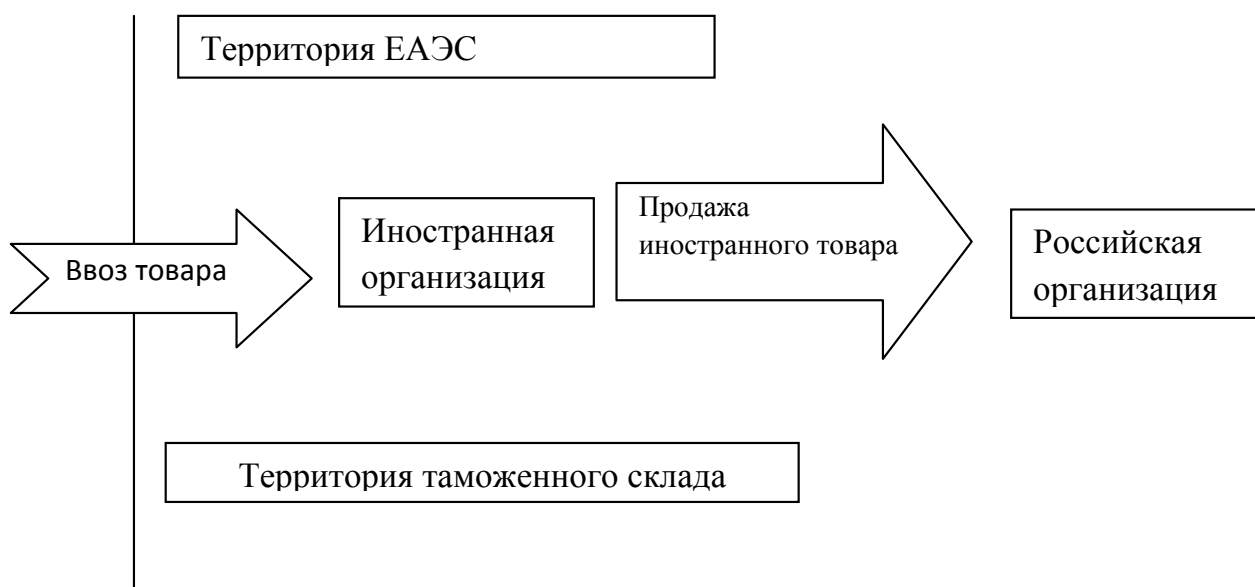 Территория ЕАЭС
Ввоз товара
Иностранная
организация
Продажа
иностранного товара
Российская
организация
Территория таможенного склада